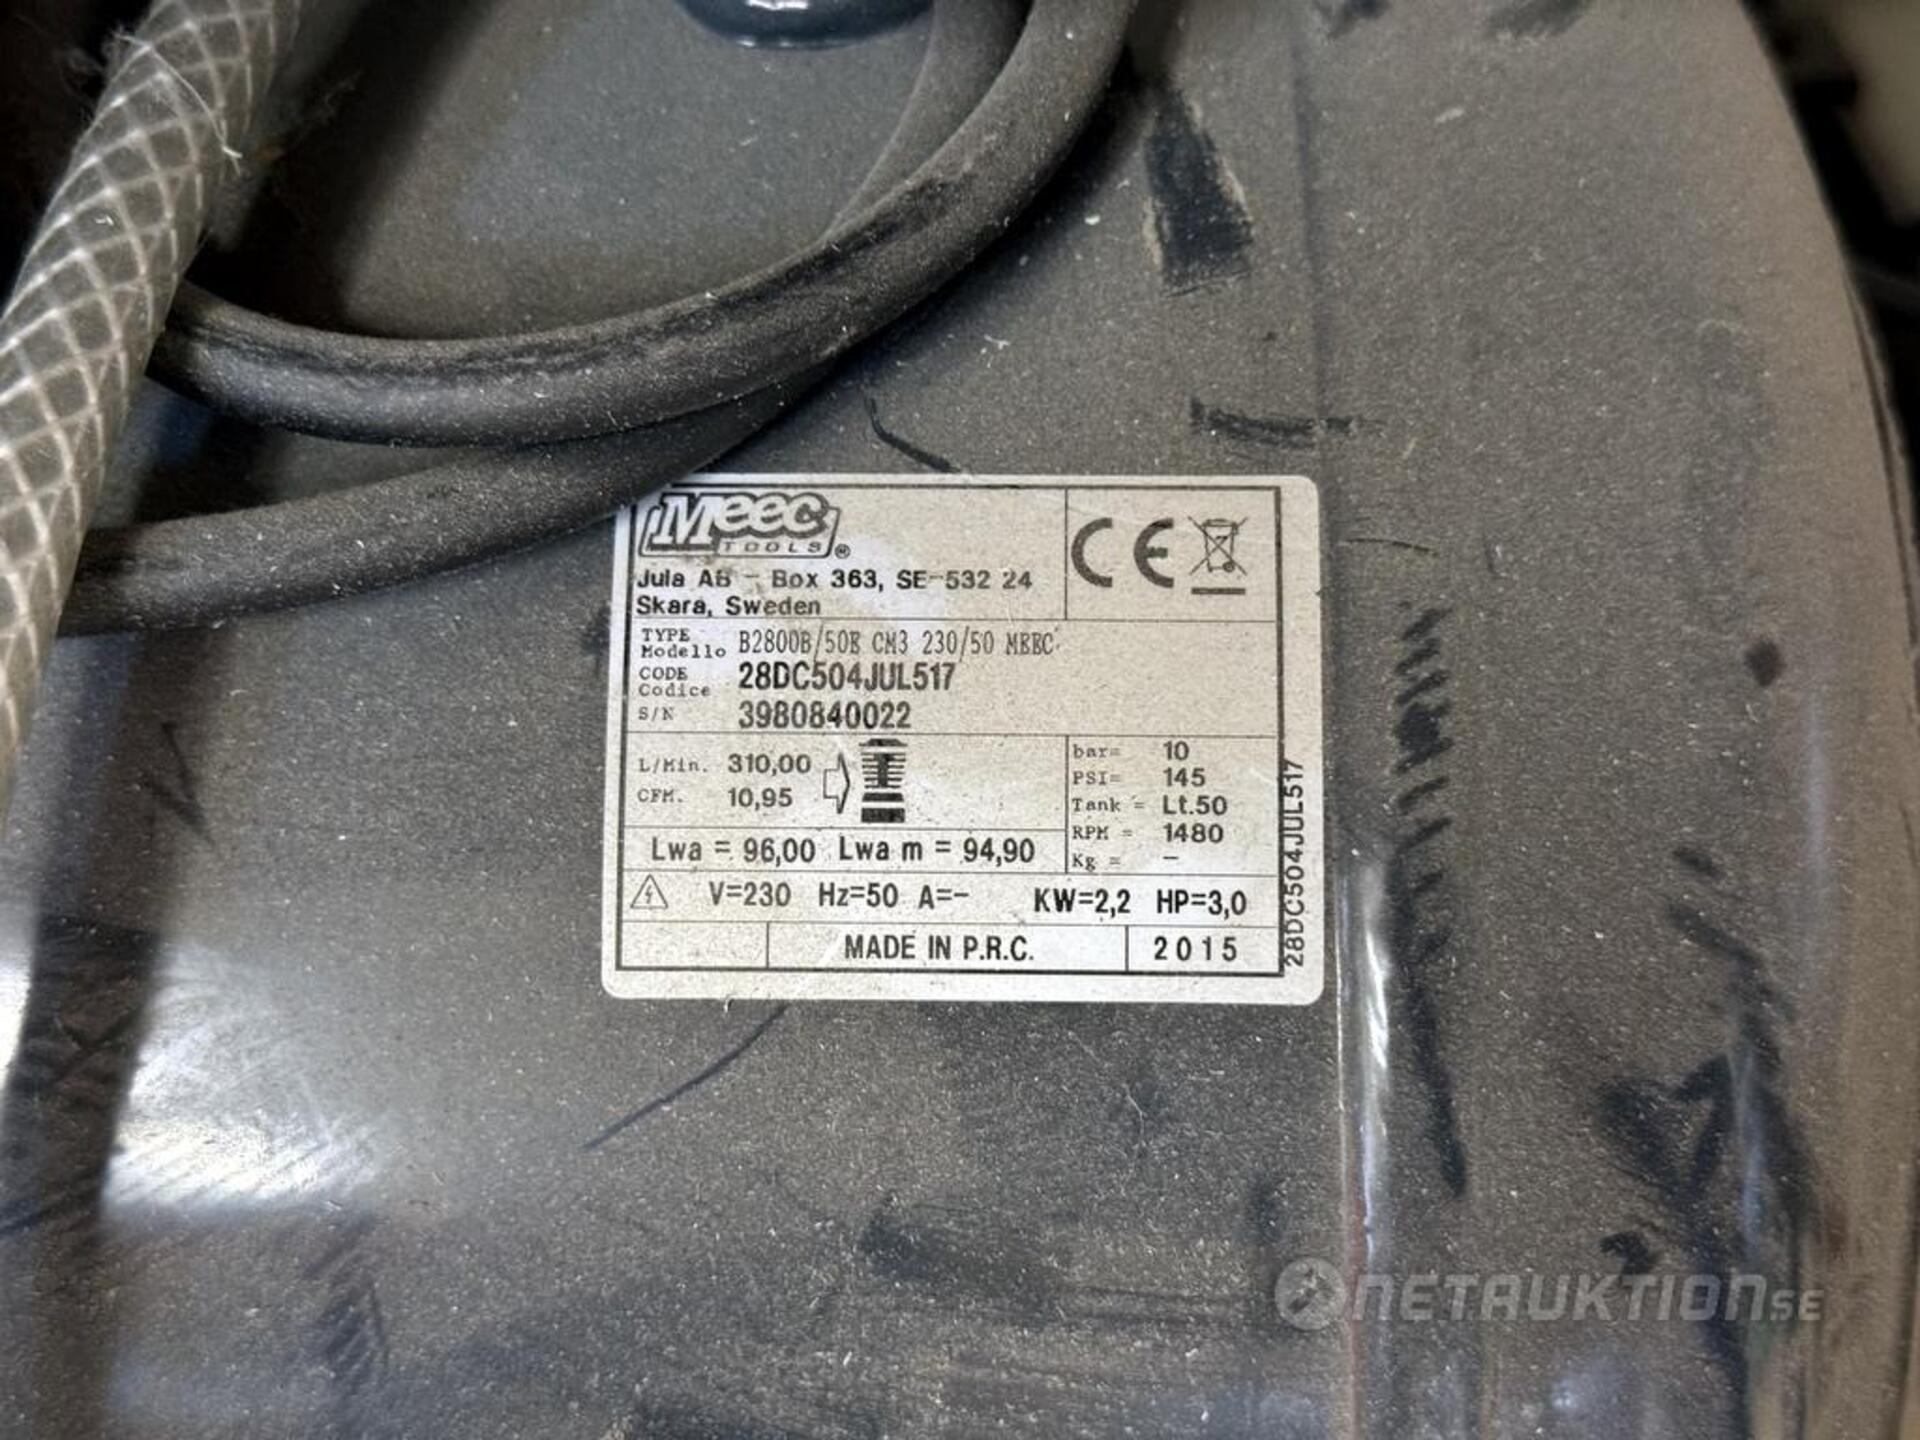 Meec
TOOLS®
CE
Jula AB - Box 363, SE-532 24
Skara, Sweden
TYPE
Modello B2800B/50E CM3 230/50 MEEC
CODE
Codice 28DC504JUL517
S/N 3980840022
L/Min. 310,00
CFM. 10,95
bar= 10
PSI= 145
Tank = Lt.50
RPM = 1480
Kg = -
Lwa = 96,00 Lwa m = 94,90
V=230 Hz=50 A=- KW=2,2 HP=3,0
MADE IN P.R.C. 2015
28DC504JUL517
NETAUKTION.SE